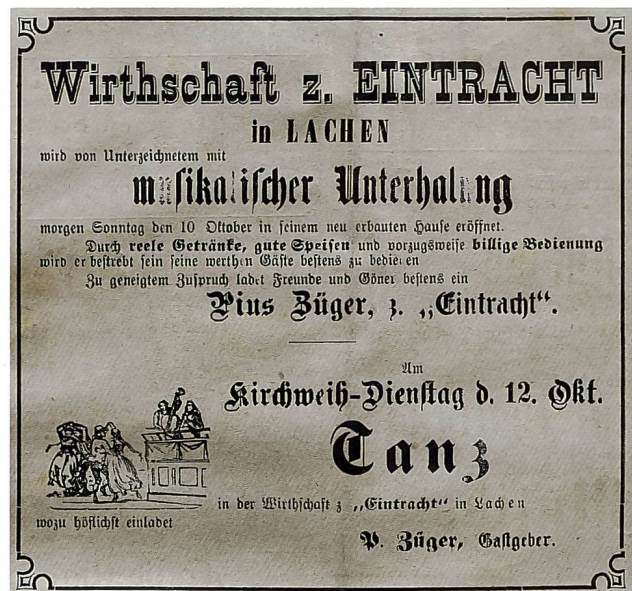 Wirthschaft z. EINTRACHT
in LACHEN
wird von Unterzeichnetem mit
musikalischer Unterhalung
morgen Sonntag den 10 Oktober in seinem neu erbauten Hause eröffnet.
Durch reele Getränke, gute Speisen und vorzugsweise billige Bedienung
wird er bestrebt sein seine werthen Gäste bestens zu bedienen
Zu geneigtem Zuspruch ladet Freunde und Göner bestens ein
Pius Züger, z. „Eintracht“.
Am
Kirchweih-Dienstag d. 12. Okt.
Tanz
in der Wirthschaft z „Eintracht“ in Lachen
wozu höflichst einladet
P. Züger, Gastgeber.